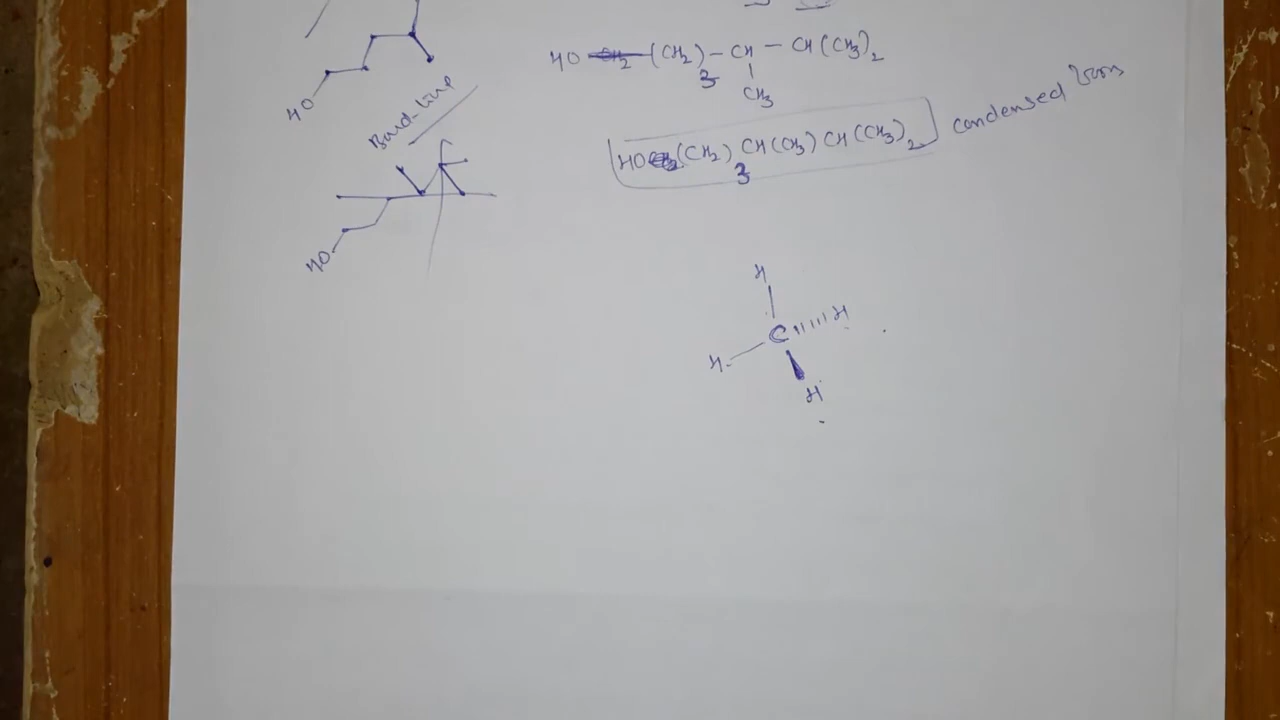 HO (CH2)3 – CH – CH(CH3)2
CH3
HO
Bond-line
HO(CH2)3 CH(CH3) CH(CH3)2
condensed
HO
H
C
H
H
H